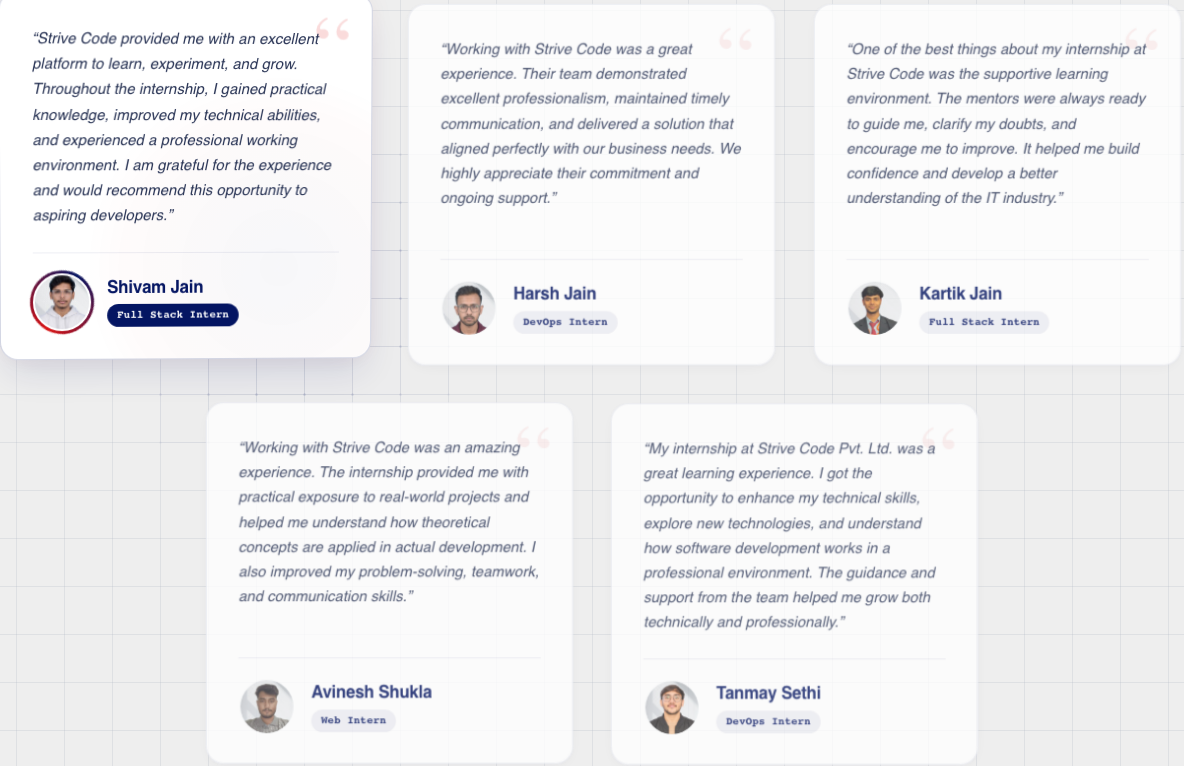 “Strive Code provided me with an excellent
platform to learn, experiment, and grow.
Throughout the internship, I gained practical
knowledge, improved my technical abilities,
and experienced a professional working
environment. I am grateful for the experience
and would recommend this opportunity to
aspiring developers.”
Shivam Jain
Full Stack Intern
“Working with Strive Code was a great
experience. Their team demonstrated
excellent professionalism, maintained timely
communication, and delivered a solution that
aligned perfectly with our business needs. We
highly appreciate their commitment and
ongoing support.”
Harsh Jain
DevOps Intern
“One of the best things about my internship at
Strive Code was the supportive learning
environment. The mentors were always ready
to guide me, clarify my doubts, and
encourage me to improve. It helped me build
confidence and develop a better
understanding of the IT industry.”
Kartik Jain
Full Stack Intern
“Working with Strive Code was an amazing
experience. The internship provided me with
practical exposure to real-world projects and
helped me understand how theoretical
concepts are applied in actual development. I
also improved my problem-solving, teamwork,
and communication skills.”
Avinesh Shukla
Web Intern
“My internship at Strive Code Pvt. Ltd. was a
great learning experience. I got the
opportunity to enhance my technical skills,
explore new technologies, and understand
how software development works in a
professional environment. The guidance and
support from the team helped me grow both
technically and professionally.”
Tanmay Sethi
DevOps Intern